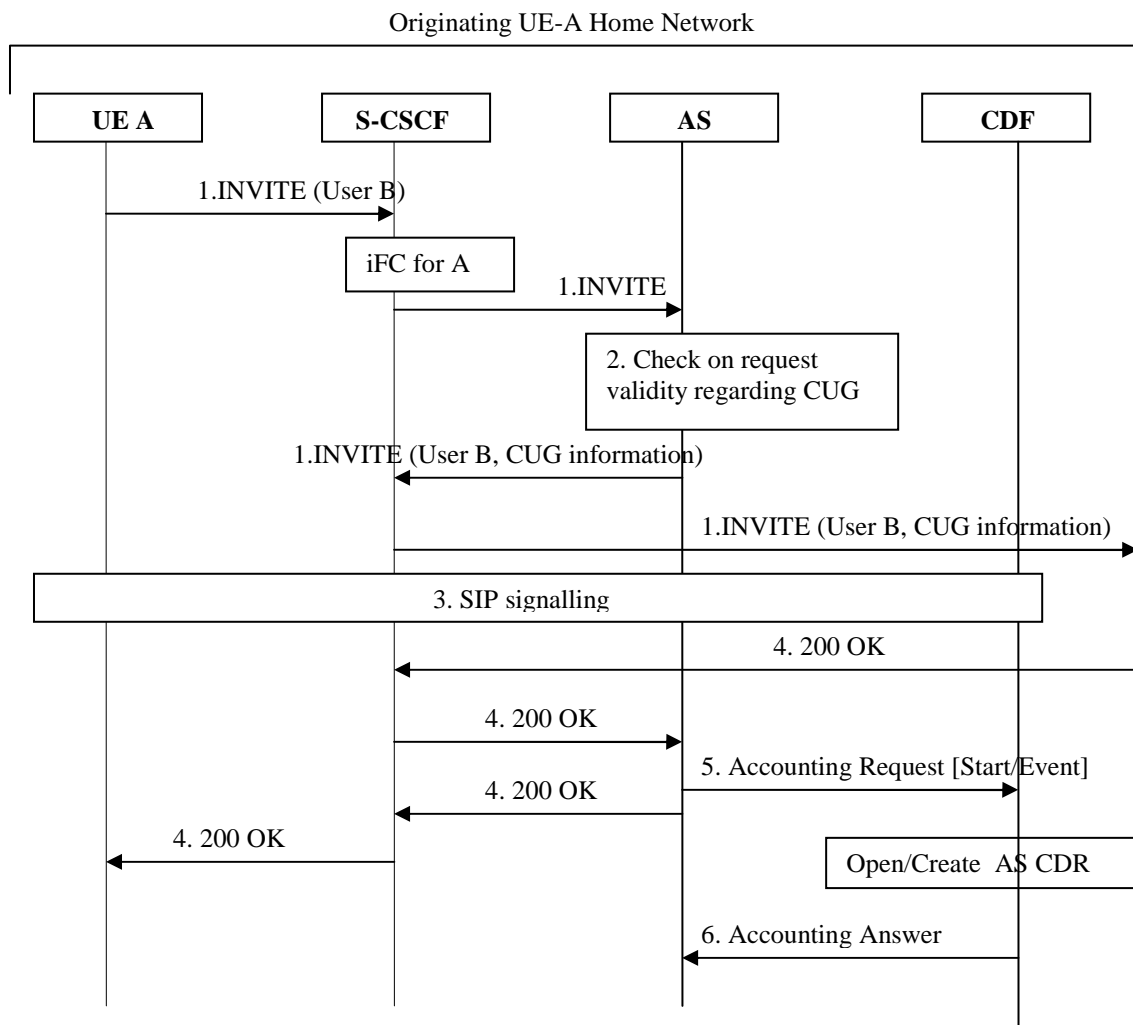 Originating UE-A Home Network
UE A
S-CSCF
AS
CDF
1.INVITE (User B)
iFC for A
1.INVITE
2. Check on request
validity regarding CUG
1.INVITE (User B, CUG information)
1.INVITE (User B, CUG information)
3. SIP signalling
4. 200 OK
4. 200 OK
5. Accounting Request [Start/Event]
4. 200 OK
4. 200 OK
Open/Create AS CDR
6. Accounting Answer